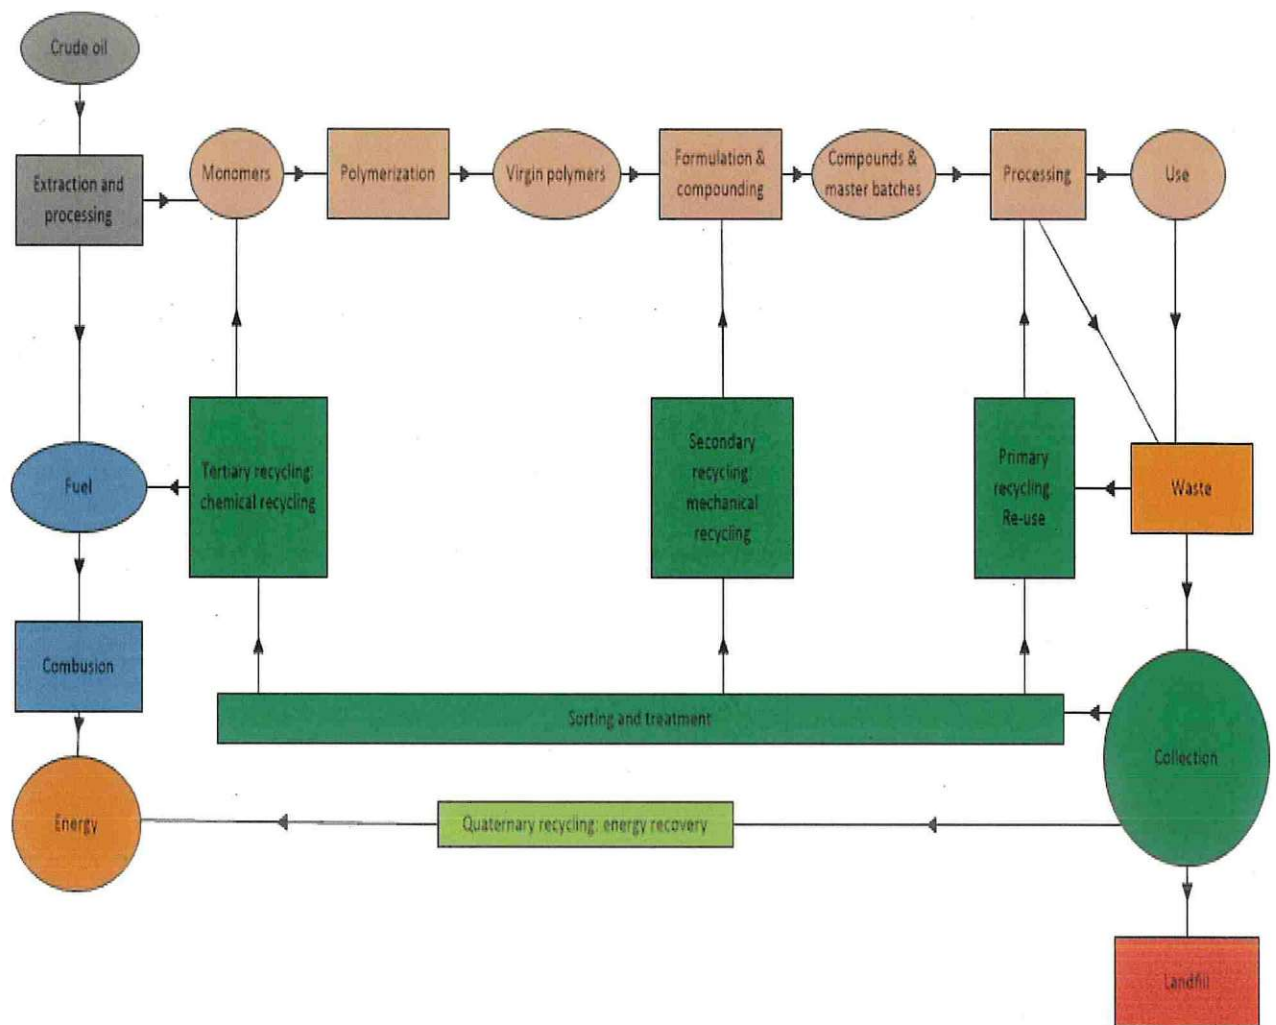 Crude oil
Extraction and
processing
Monomers
Polymerization
Virgin polymers
Formulation &
compounding
Compounds &
master batches
Processing
Use
Fuel
Tertiary recycling:
chemical recycling
Secondary
recycling:
mechanical
recycling
Primary
recycling:
Re-use
Waste
Combusion
Sorting and treatment
Collection
Energy
Quaternary recycling: energy recovery
Landfill